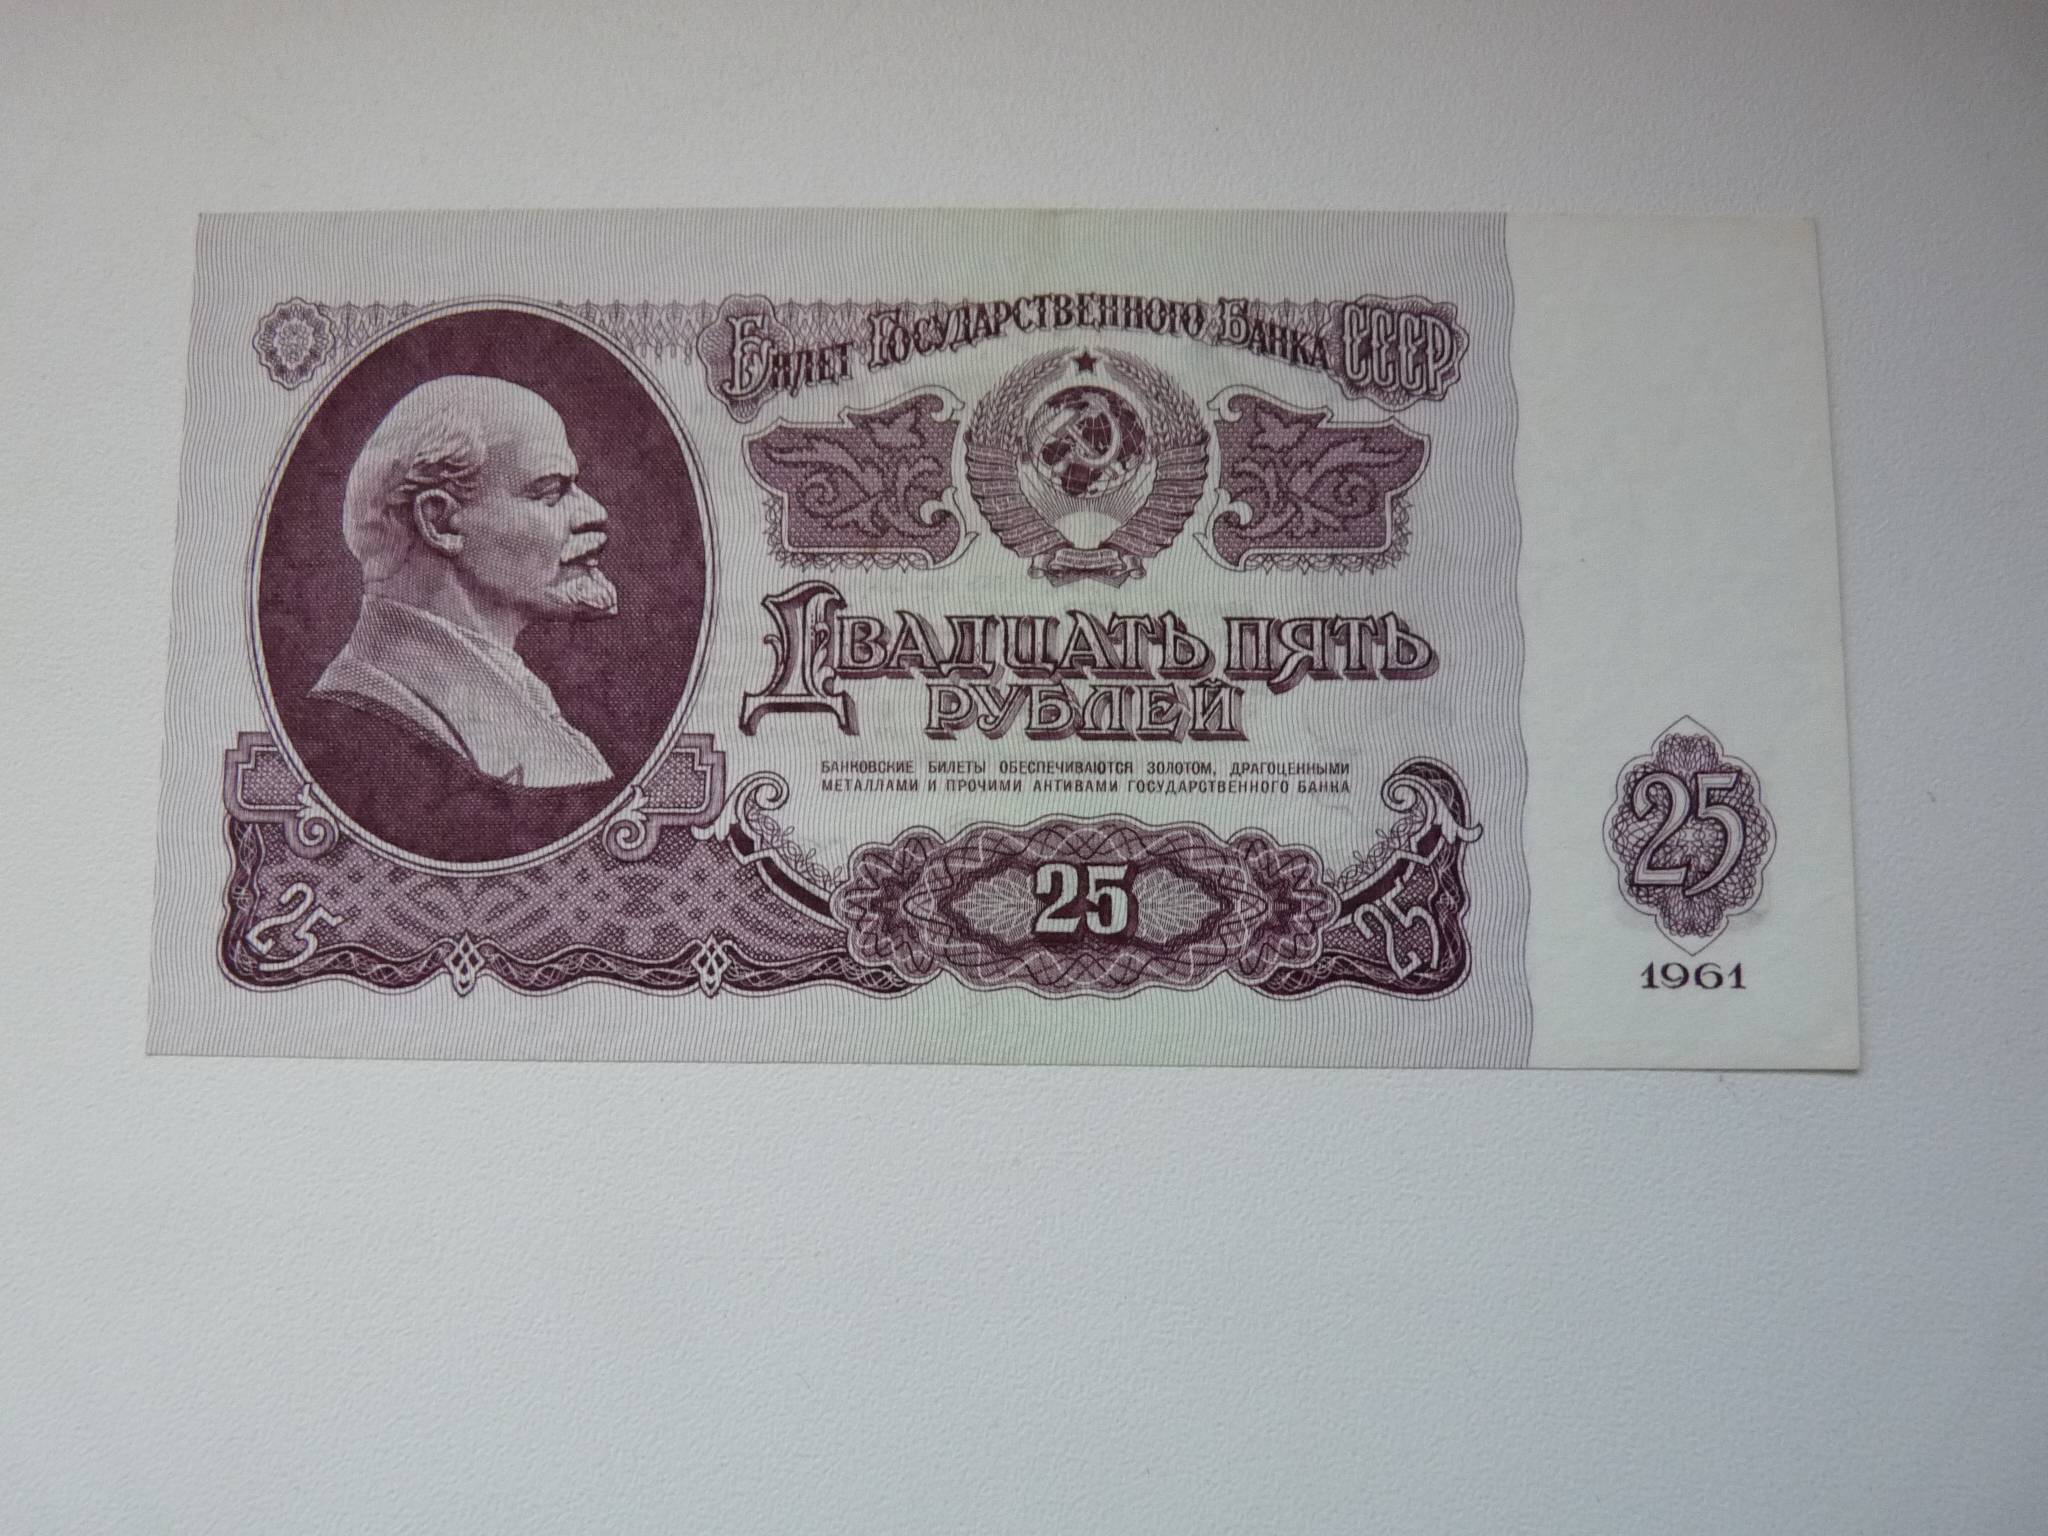 Билет Государственного Банка СССР
Двадцать пять
рублей
БАНКОВСКИЕ БИЛЕТЫ ОБЕСПЕЧИВАЮТСЯ ЗОЛОТОМ, ДРАГОЦЕННЫМИ
МЕТАЛЛАМИ И ПРОЧИМИ АКТИВАМИ ГОСУДАРСТВЕННОГО БАНКА
25
25
25
25
1961